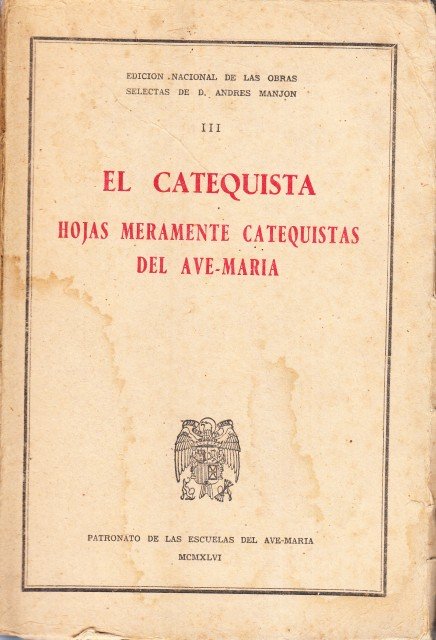 EDICION NACIONAL DE LAS OBRAS
SELECTAS DE D. ANDRES MANJON
III
EL CATEQUISTA
HOJAS MERAMENTE CATEQUISTAS
DEL AVE-MARIA
PATRONATO DE LAS ESCUELAS DEL AVE-MARIA
MCMXLVI